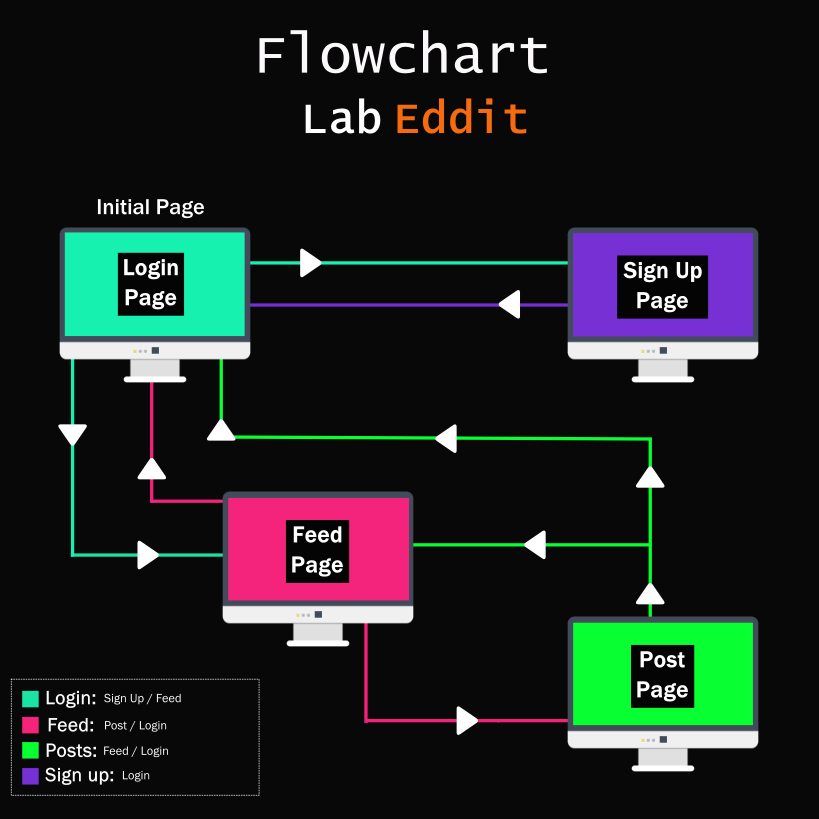 Flowchart
Lab Eddit
Initial Page
Login
Page
Sign Up
Page
Feed
Page
Post
Page
Login: Sign Up / Feed
Feed: Post / Login
Posts: Feed / Login
Sign up: Login